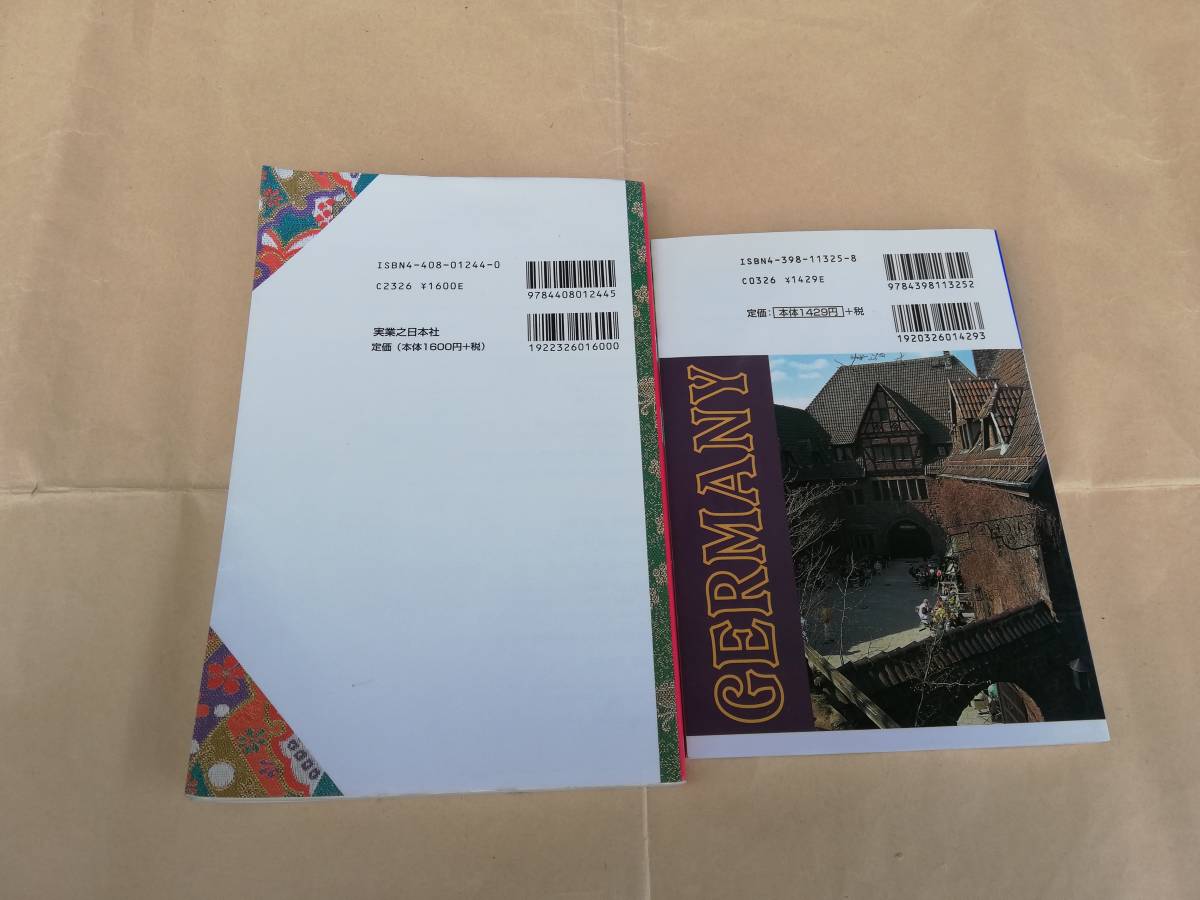 ISBN4-408-01244-0
C2326 ¥1600E
9784408012445
実業之日本社
定価(本体1600円+税)
1922326016000
ISBN4-398-11325-8
C0326 ¥1429E
9784398113252
定価:本体1429円+税
1920326014293
GERMANY